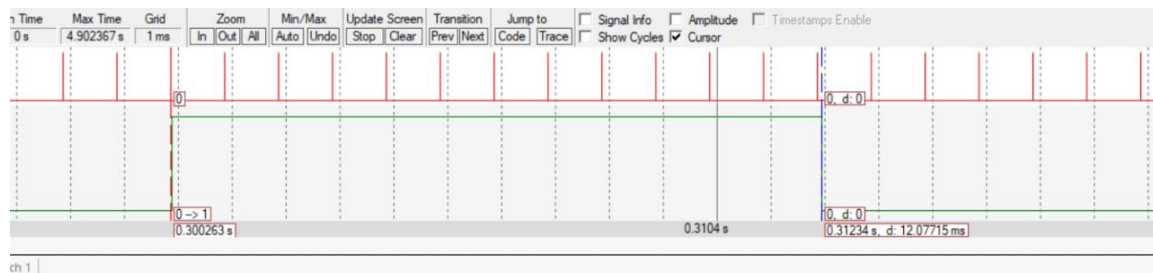 n Time Max Time Grid Zoom Min/Max Update Screen Transition Jump to Signal Info Amplitude Timestamps Enable
0 s 4.902367 s 1 ms In Out All Auto Undo Stop Clear Prev Next Code Trace Show Cycles Cursor
0 0, d: 0
0 --> 1 0, d: 0
0.300263 s 0.3104 s 0.31234 s, d: 12.07715 ms
ch 1